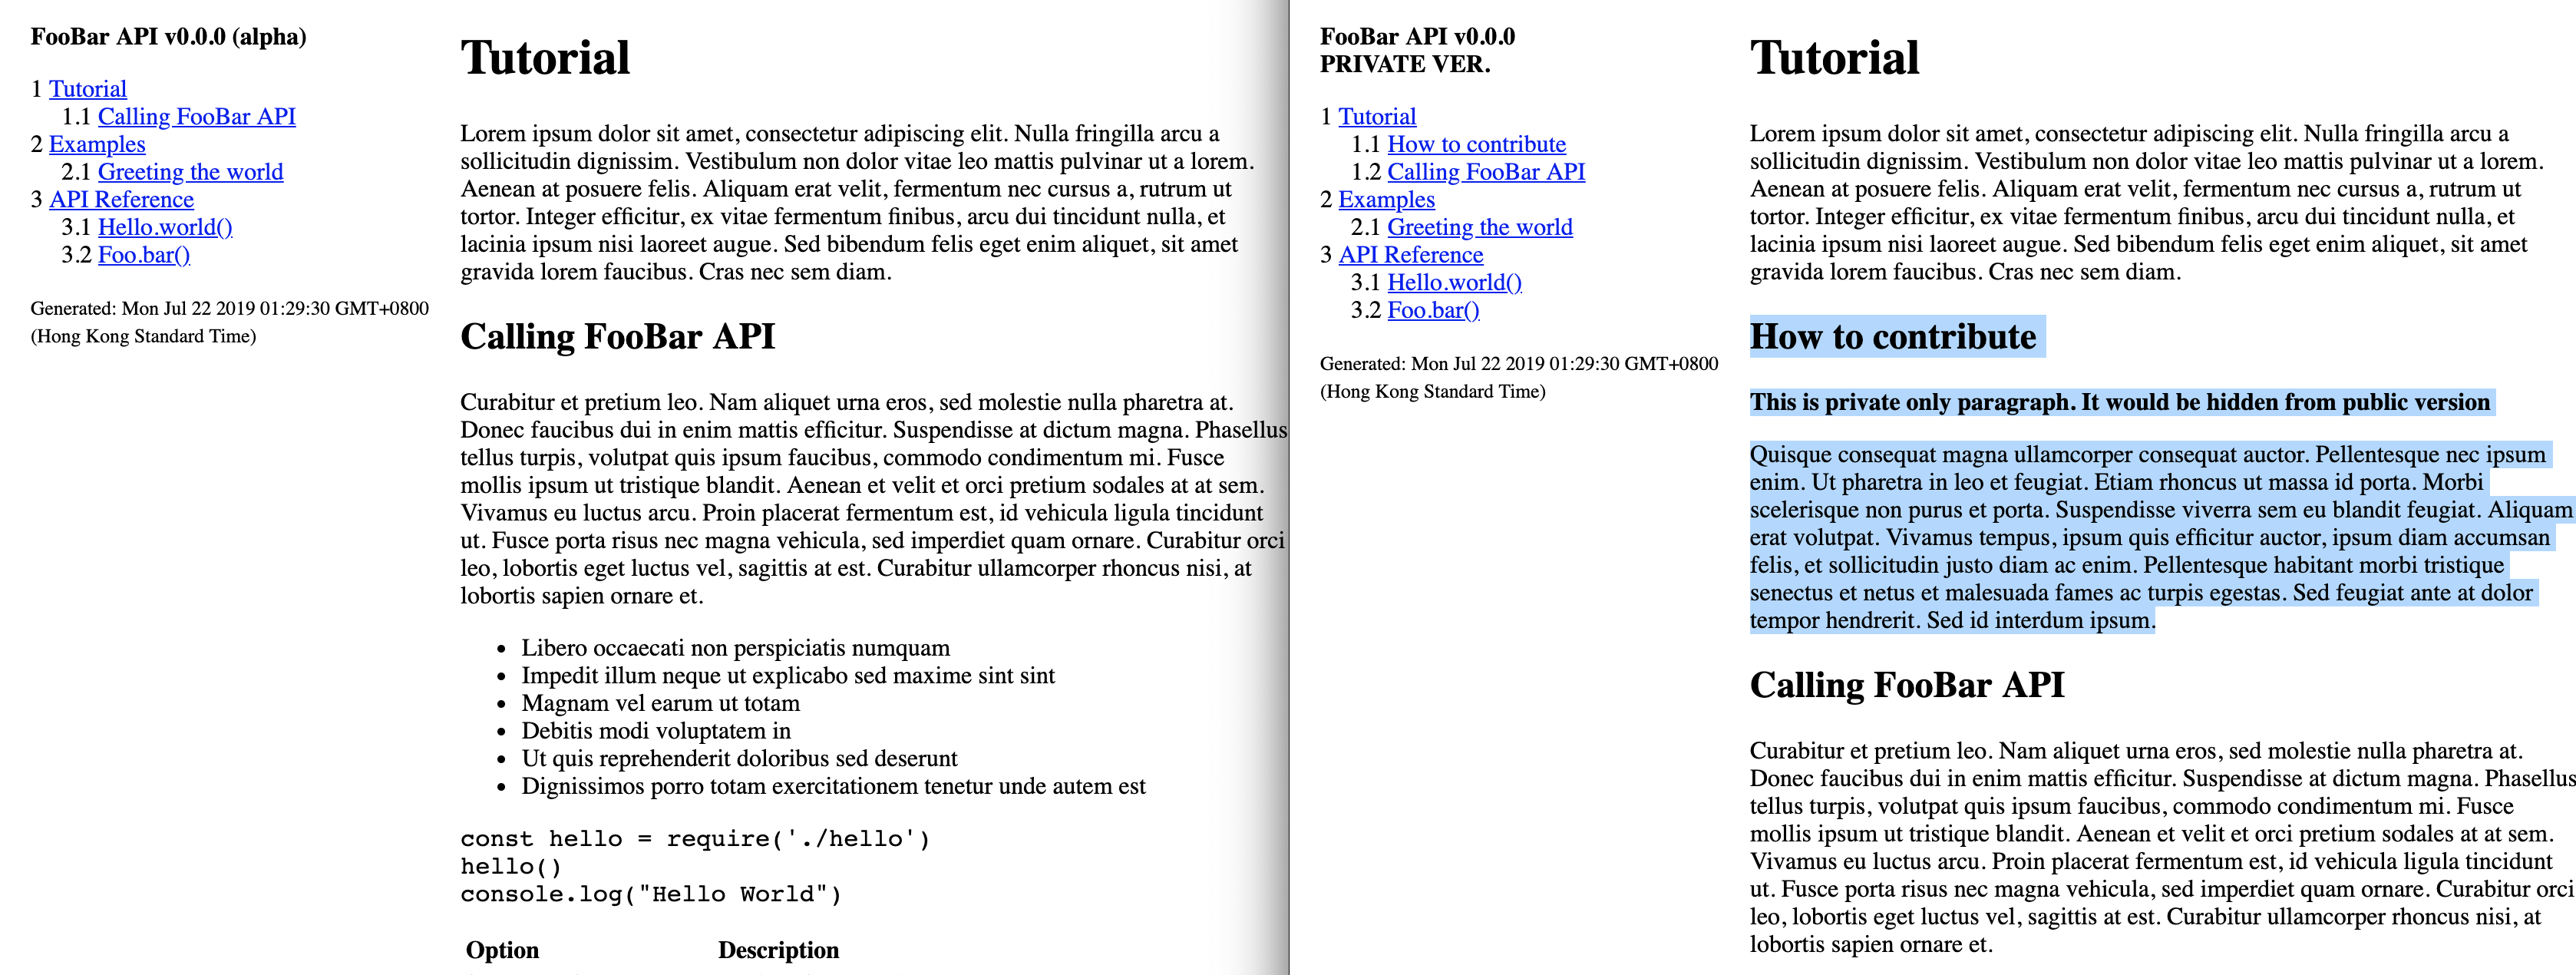 FooBar API v0.0.0 (alpha)
1 Tutorial
1.1 Calling FooBar API
2 Examples
2.1 Greeting the world
3 API Reference
3.1 Hello.world()
3.2 Foo.bar()
Generated: Mon Jul 22 2019 01:29:30 GMT+0800
(Hong Kong Standard Time)
Tutorial
Lorem ipsum dolor sit amet, consectetur adipiscing elit. Nulla fringilla arcu a
sollicitudin dignissim. Vestibulum non dolor vitae leo mattis pulvinar ut a lorem.
Aenean at posuere felis. Aliquam erat velit, fermentum nec cursus a, rutrum ut
tortor. Integer efficitur, ex vitae fermentum finibus, arcu dui tincidunt nulla, et
lacinia ipsum nisi laoreet augue. Sed bibendum felis eget enim aliquet, sit amet
gravida lorem faucibus. Cras nec sem diam.
Calling FooBar API
Curabitur et pretium leo. Nam aliquet urna eros, sed molestie nulla pharetra at.
Donec faucibus dui in enim mattis efficitur. Suspendisse at dictum magna. Phasellus
tellus turpis, volutpat quis ipsum faucibus, commodo condimentum mi. Fusce
mollis ipsum ut tristique blandit. Aenean et velit et orci pretium sodales at at sem.
Vivamus eu luctus arcu. Proin placerat fermentum est, id vehicula ligula tincidunt
ut. Fusce porta risus nec magna vehicula, sed imperdiet quam ornare. Curabitur orci
leo, lobortis eget luctus vel, sagittis at est. Curabitur ullamcorper rhoncus nisi, at
lobortis sapien ornare et.
• Libero occaecati non perspiciatis numquam
• Impedit illum neque ut explicabo sed maxime sint sint
• Magnam vel earum ut totam
• Debitis modi voluptatem in
• Ut quis reprehenderit doloribus sed deserunt
• Dignissimos porro totam exercitationem tenetur unde autem est
const hello = require('./hello')
hello()
console.log("Hello World")
Option Description
FooBar API v0.0.0
PRIVATE VER.
1 Tutorial
1.1 How to contribute
1.2 Calling FooBar API
2 Examples
2.1 Greeting the world
3 API Reference
3.1 Hello.world()
3.2 Foo.bar()
Generated: Mon Jul 22 2019 01:29:30 GMT+0800
(Hong Kong Standard Time)
Tutorial
Lorem ipsum dolor sit amet, consectetur adipiscing elit. Nulla fringilla arcu a
sollicitudin dignissim. Vestibulum non dolor vitae leo mattis pulvinar ut a lorem.
Aenean at posuere felis. Aliquam erat velit, fermentum nec cursus a, rutrum ut
tortor. Integer efficitur, ex vitae fermentum finibus, arcu dui tincidunt nulla, et
lacinia ipsum nisi laoreet augue. Sed bibendum felis eget enim aliquet, sit amet
gravida lorem faucibus. Cras nec sem diam.
How to contribute
This is private only paragraph. It would be hidden from public version
Quisque consequat magna ullamcorper consequat auctor. Pellentesque nec ipsum
enim. Ut pharetra in leo et feugiat. Etiam rhoncus ut massa id porta. Morbi
scelerisque non purus et porta. Suspendisse viverra sem eu blandit feugiat. Aliquam
erat volutpat. Vivamus tempus, ipsum quis efficitur auctor, ipsum diam accumsan
felis, et sollicitudin justo diam ac enim. Pellentesque habitant morbi tristique
senectus et netus et malesuada fames ac turpis egestas. Sed feugiat ante at dolor
tempor hendrerit. Sed id interdum ipsum.
Calling FooBar API
Curabitur et pretium leo. Nam aliquet urna eros, sed molestie nulla pharetra at.
Donec faucibus dui in enim mattis efficitur. Suspendisse at dictum magna. Phasellus
tellus turpis, volutpat quis ipsum faucibus, commodo condimentum mi. Fusce
mollis ipsum ut tristique blandit. Aenean et velit et orci pretium sodales at at sem.
Vivamus eu luctus arcu. Proin placerat fermentum est, id vehicula ligula tincidunt
ut. Fusce porta risus nec magna vehicula, sed imperdiet quam ornare. Curabitur orci
leo, lobortis eget luctus vel, sagittis at est. Curabitur ullamcorper rhoncus nisi, at
lobortis sapien ornare et.